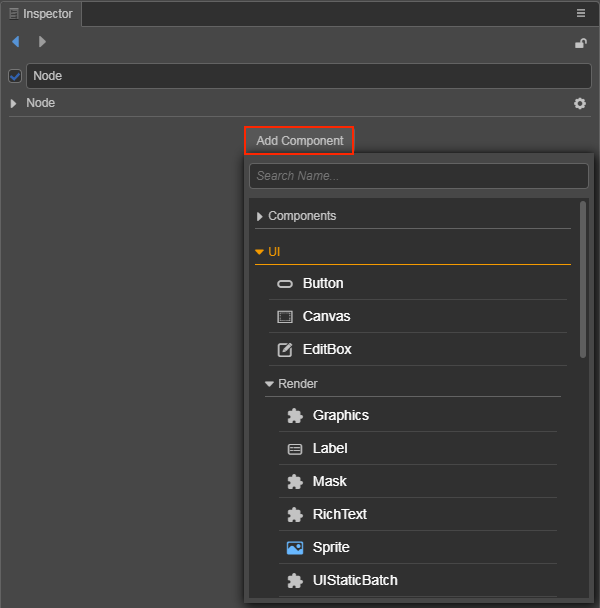 Inspector
Node
Node
Add Component
Search Name...
Components
UI
Button
Canvas
EditBox
Render
Graphics
Label
Mask
RichText
Sprite
UIStaticBatch